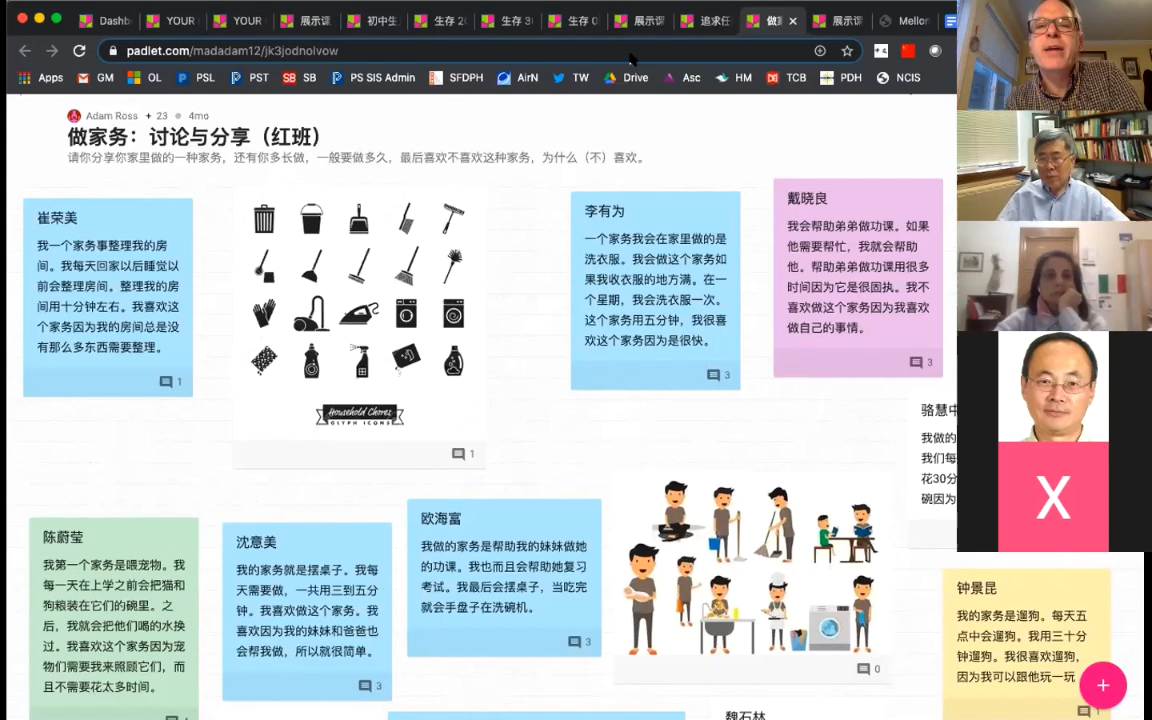 Dashb
YOUR
YOUR
展示课
初中生
生存 2
生存 3
生存 0
展示课
追求任
做
展示课
Mellor
padlet.com/madadam12/jk3jodnolvow
Apps
GM
OL
PSL
PST
SB
PS SIS Admin
SFDPH
AirN
TW
Drive
Asc
HM
TCB
PDH
NCIS
Adam Ross + 23 4mo
做家务：讨论与分享（红班）
请你分享你家里做的一种家务，还有你多长做，一般要做多久，最后喜欢不喜欢这种家务，为什么（不）喜欢。
崔荣美
我一个家务事整理我的房
间。我每天回家以后睡觉以
前会整理房间。整理我的房
间用十分钟左右。我喜欢这
个家务因为我的房间总是没
有那么多东西需要整理。
1
Household Chores
GLYPH ICONS
1
李有为
一个家务我会在家里做的是
洗衣服。我会做这个家务如
果我收衣服的地方满。在一
个星期，我会洗衣服一次。
这个家务用五分钟，我很喜
欢这个家务因为是很快。
3
戴晓良
我会帮助弟弟做功课。如果
他需要帮忙，我就会帮助
他。帮助弟弟做功课用很多
时间因为它是很固执。我不
喜欢做这个家务因为我喜欢
做自己的事情。
3
骆慧中
我做的
我们每
花30分
碗因为
陈蔚莹
我第一个家务是喂宠物。我
每一天在上学之前会把猫和
狗粮装在它们的碗里。之
后，我就会把他们喝的水换
过。我喜欢这个家务因为宠
物们需要我来照顾它们，而
且不需要花太多时间。
沈意美
我的家务就是摆桌子。我每
天需要做，一共用三到五分
钟。我喜欢做这个家务。我
喜欢因为我的妹妹和爸爸也
会帮我做，所以就很简单。
3
欧海富
我做的家务是帮助我的妹妹做她
的功课。我也而且会帮助她复习
考试。我最后会摆桌子，当吃完
就会手盘子在洗碗机。
3
0
钟景昆
我的家务是遛狗。每天五
点中会遛狗。我用三十分
钟遛狗。我很喜欢遛狗，
因为我可以跟他玩一玩
魏石林
X